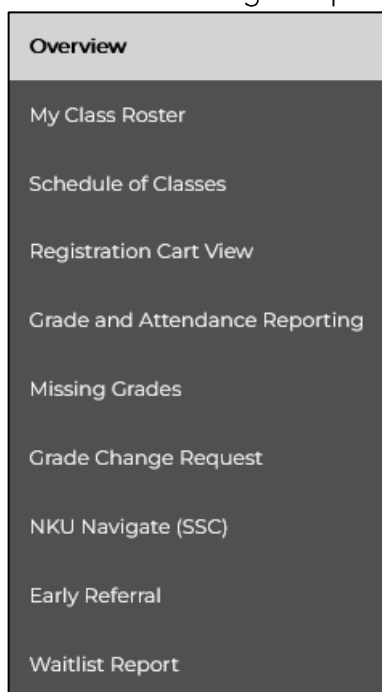 Overview
My Class Roster
Schedule of Classes
Registration Cart View
Grade and Attendance Reporting
Missing Grades
Grade Change Request
NKU Navigate (SSC)
Early Referral
Waitlist Report